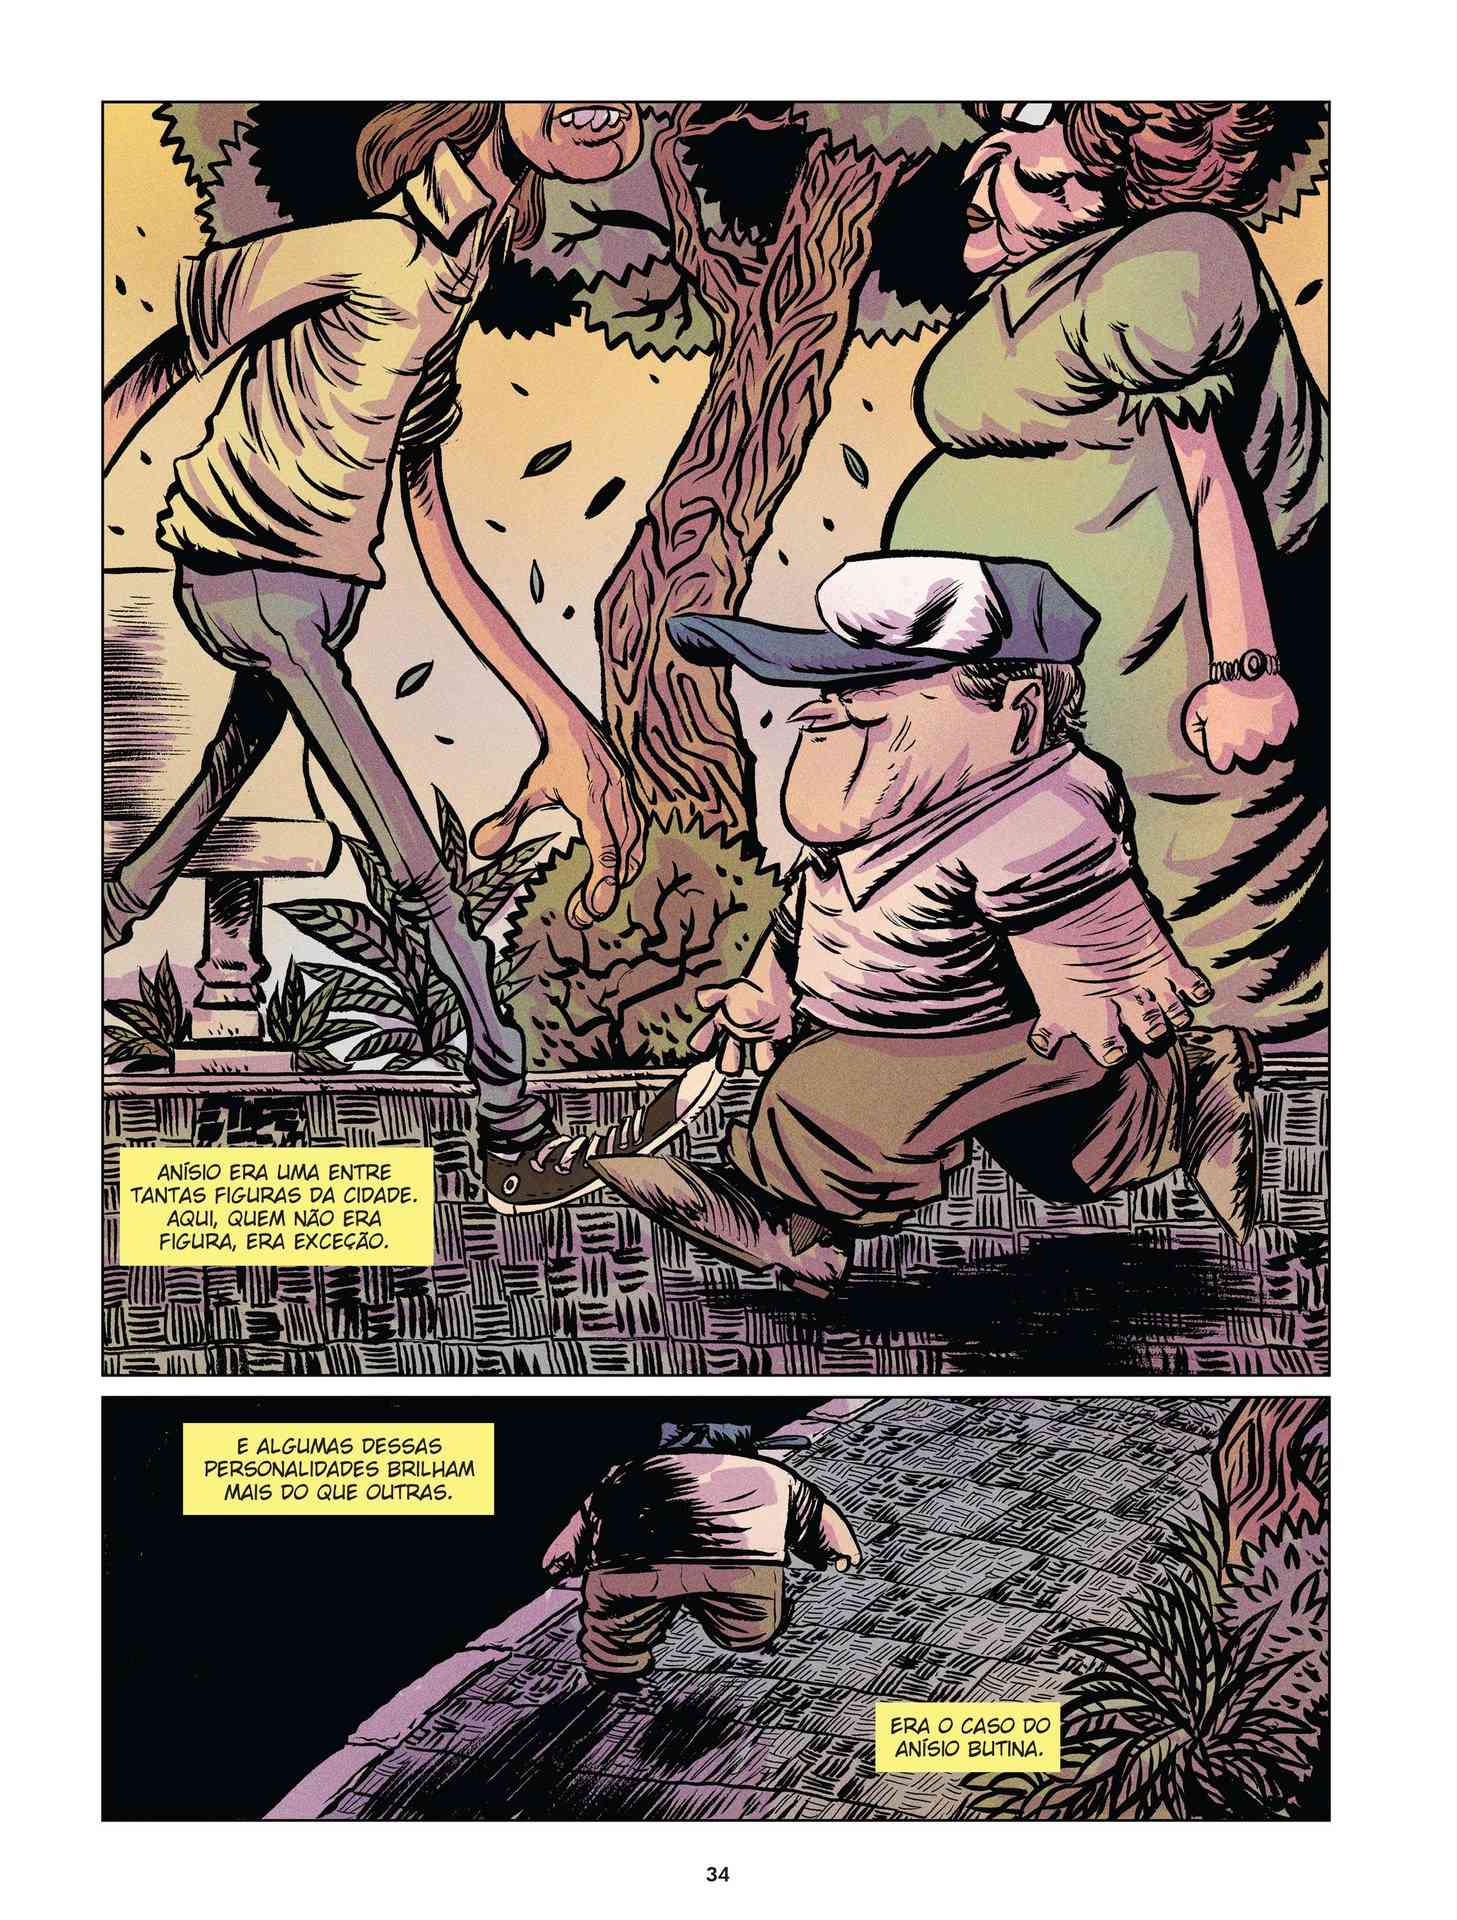 ANÍSIO ERA UMA ENTRE
TANTAS FIGURAS DA CIDADE.
AQUI, QUEM NÃO ERA
FIGURA, ERA EXCEÇÃO.
E ALGUMAS DESSAS
PERSONALIDADES BRILHAM
MAIS DO QUE OUTRAS.
ERA O CASO DO
ANÍSIO BUTINA.
34